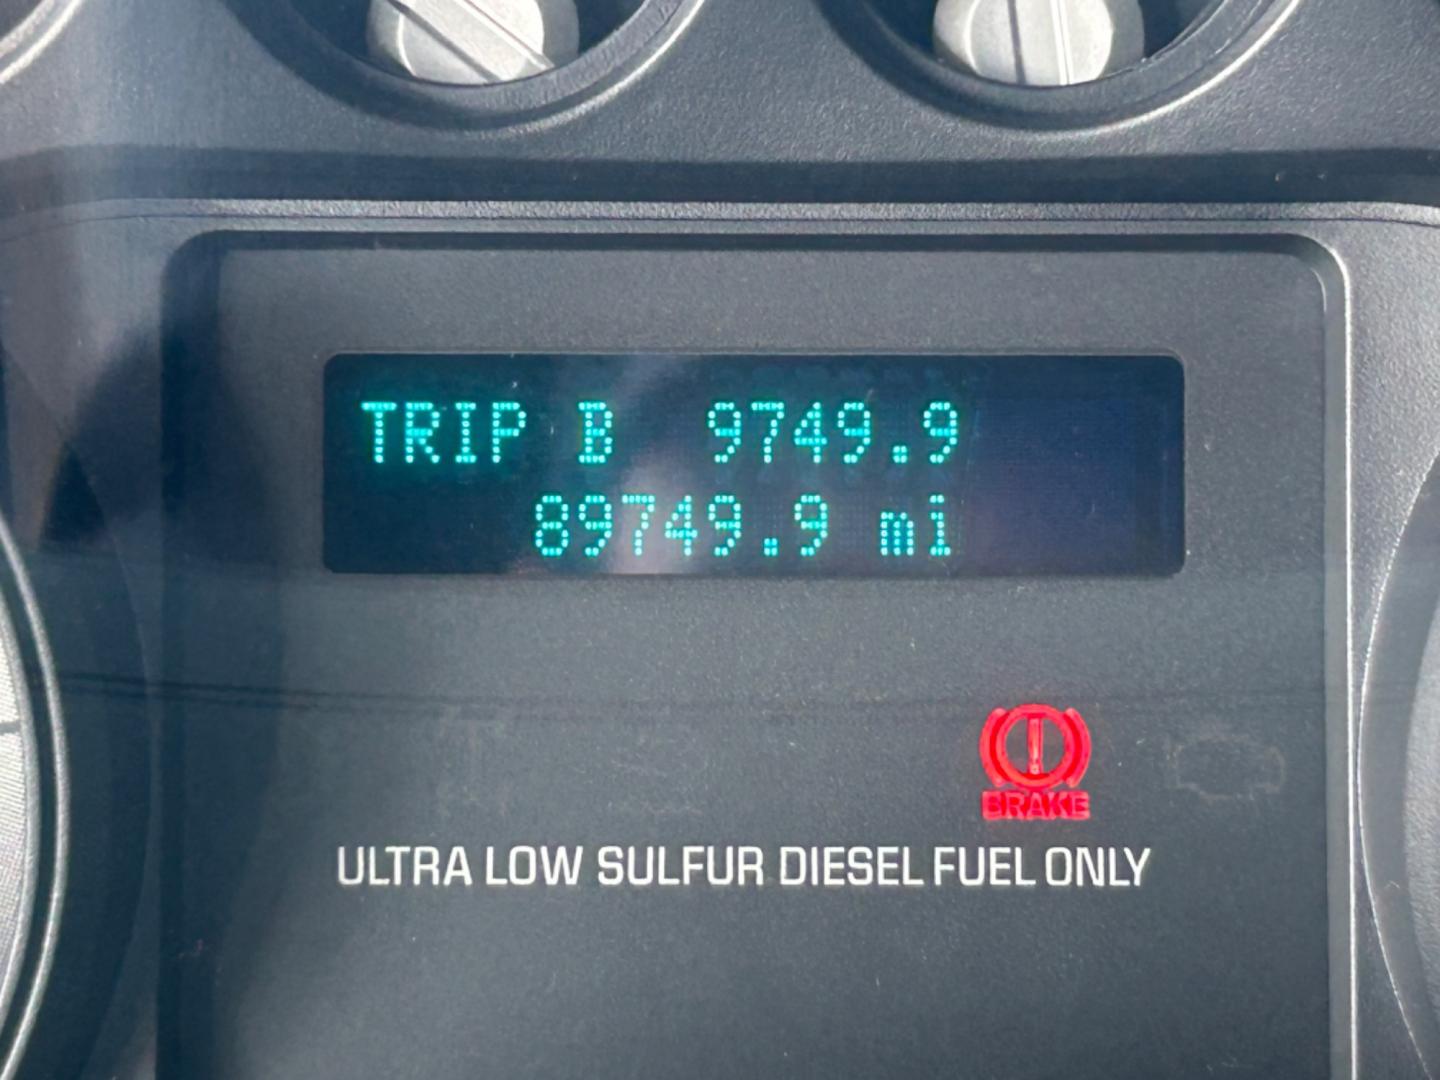 TRIP B 9749.9
89749.9 mi
BRAKE
ULTRA LOW SULFUR DIESEL FUEL ONLY